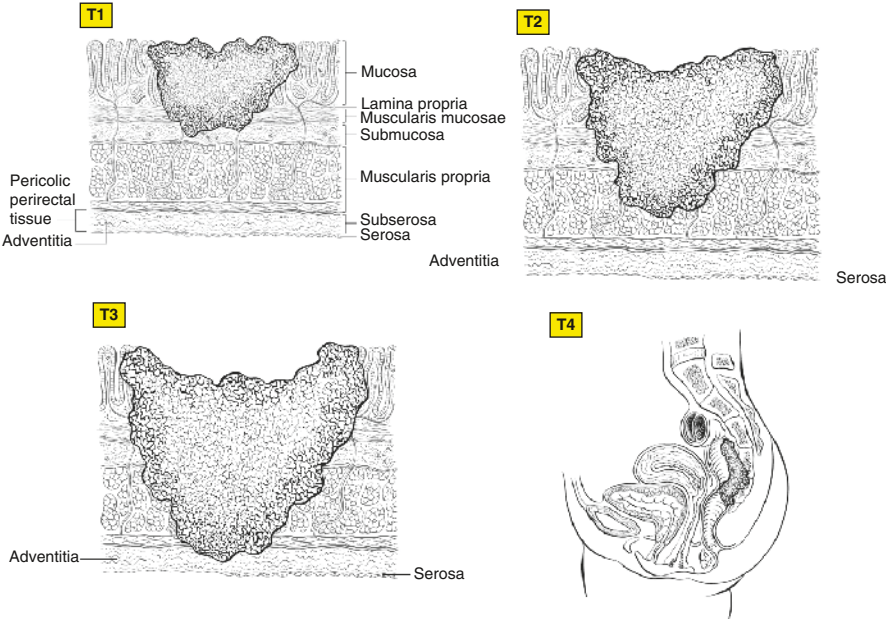 T1
Mucosa
Lamina propria
Muscularis mucosae
Submucosa
Muscularis propria
Pericolic
perirectal
tissue
Subserosa
Serosa
Adventitia
T2
Adventitia
Serosa
T3
Adventitia
Serosa
T4